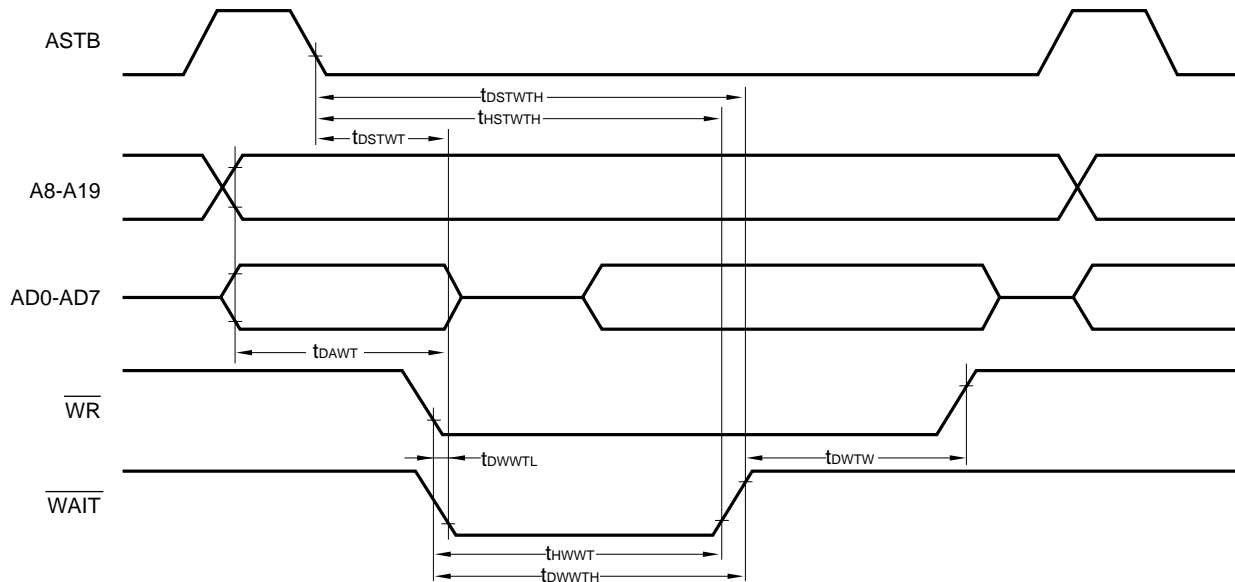 ASTB
tDSTWTH
tHSTWTH
tDSTWT
A8-A19
AD0-AD7
tDAWT
WR
tDWWTL
tDWTW
WAIT
tHWWT
tDWWTH